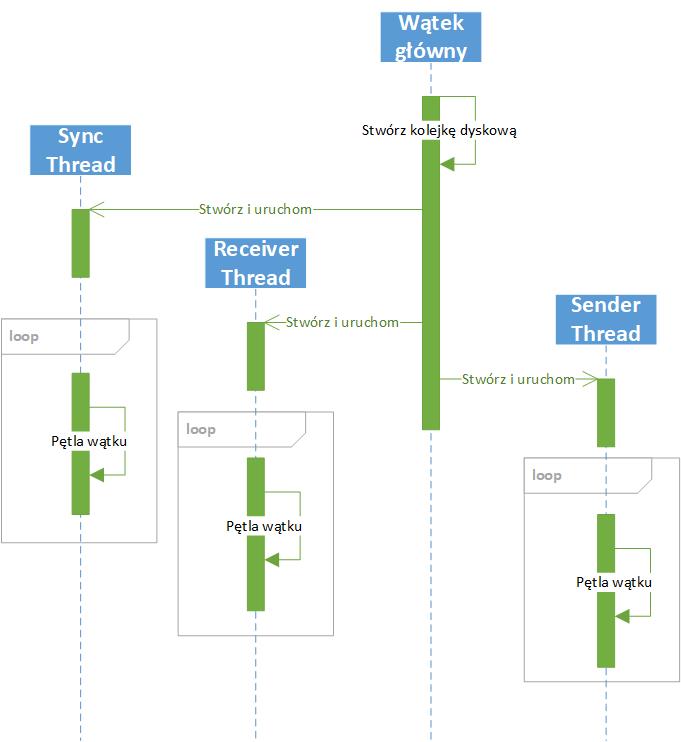 Wątek
główny
Stwórz kolejkę dyskową
Sync
Thread
Stwórz i uruchom
Receiver
Thread
Stwórz i uruchom
Sender
Thread
loop
Stwórz i uruchom
loop
Pętla wątku
loop
Pętla wątku
Pętla wątku